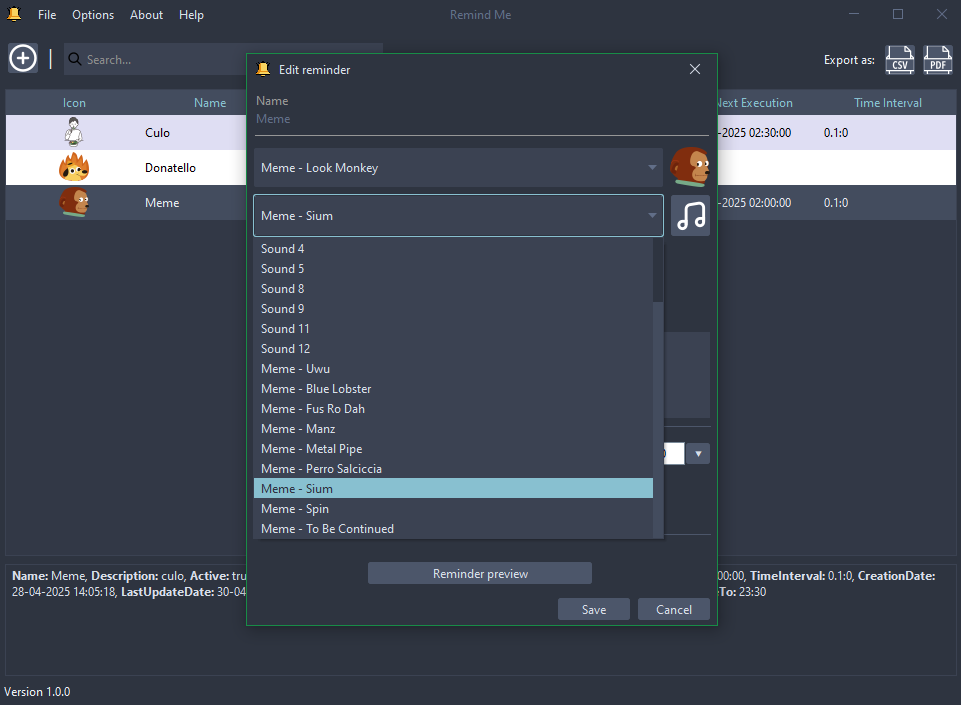 File Options About Help Remind Me
Search...
Export as: CSV PDF
Edit reminder
Name
Meme
Icon Name Next Execution Time Interval
Culo -2025 02:30:00 0.1:0
Donatello
Meme -2025 02:00:00 0.1:0
Meme - Look Monkey
Meme - Sium
Sound 4
Sound 5
Sound 8
Sound 9
Sound 11
Sound 12
Meme - Uwu
Meme - Blue Lobster
Meme - Fus Ro Dah
Meme - Manz
Meme - Metal Pipe
Meme - Perro Salciccia
Meme - Sium
Meme - Spin
Meme - To Be Continued
Reminder preview
Save Cancel
Name: Meme, Description: culo, Active: tru 00:00, TimeInterval: 0.1:0, CreationDate:
28-04-2025 14:05:18, LastUpdateDate: 30-04 To: 23:30
Version 1.0.0